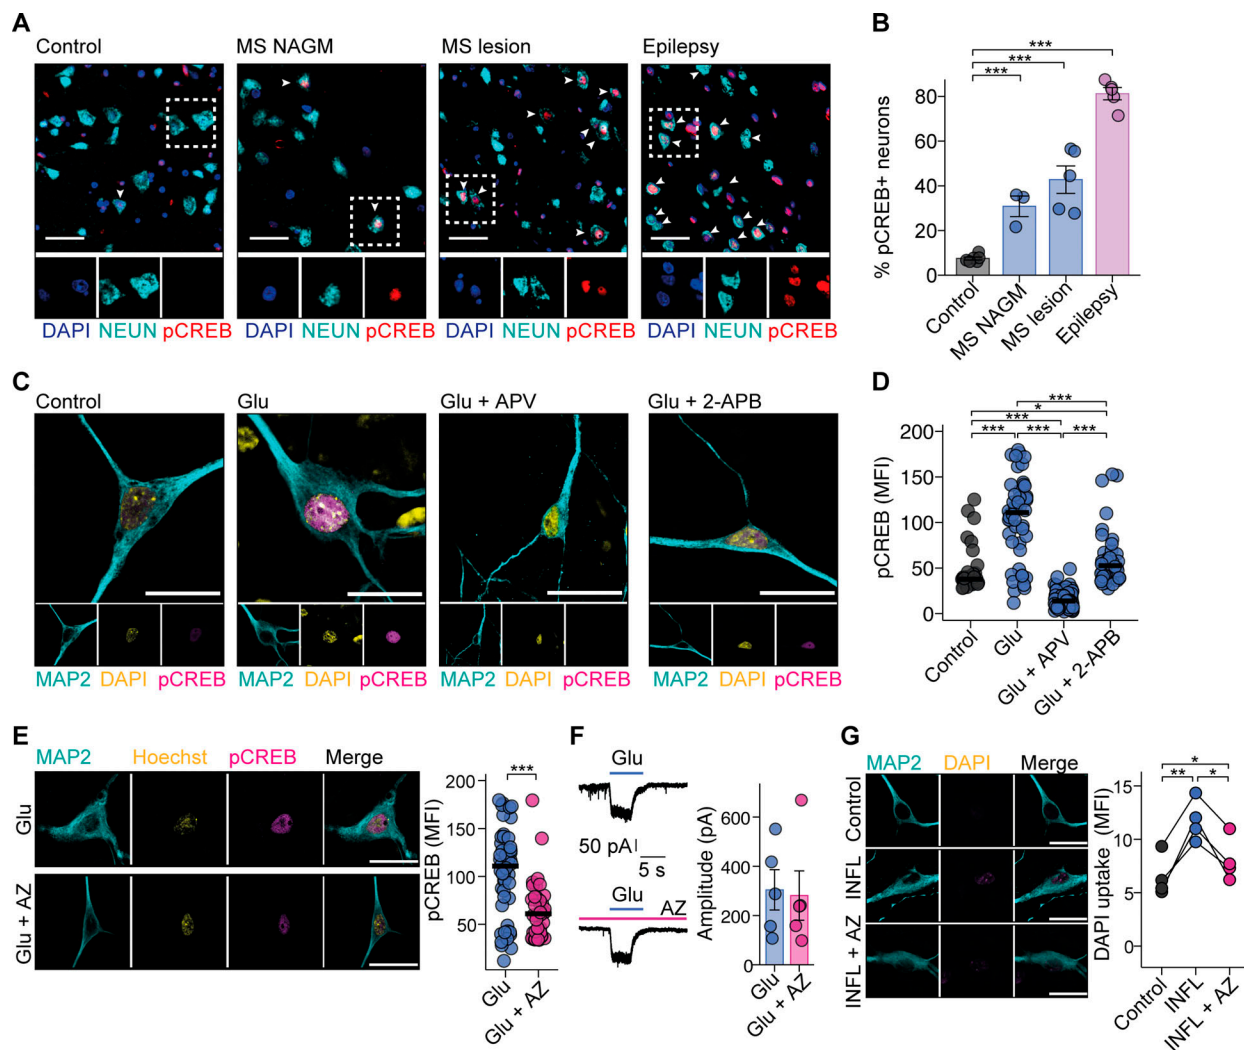 A
Control
MS NAGM
MS lesion
Epilepsy
DAPI NEUN pCREB
DAPI NEUN pCREB
DAPI NEUN pCREB
DAPI NEUN pCREB
B
***
***
***
% pCREB+ neurons
80
60
40
20
0
Control
MS NAGM
MS lesion
Epilepsy
C
Control
Glu
Glu + APV
Glu + 2-APB
MAP2 DAPI pCREB
MAP2 DAPI pCREB
MAP2 DAPI pCREB
MAP2 DAPI pCREB
D
***
*
***
*** *** ***
pCREB (MFI)
200
150
100
50
0
Control
Glu
Glu + APV
Glu + 2-APB
E
MAP2 Hoechst pCREB Merge
Glu
Glu + AZ
***
pCREB (MFI)
200
150
100
50
Glu
Glu + AZ
F
Glu
50 pA
5 s
Glu
AZ
Amplitude (pA)
600
400
200
0
Glu
Glu + AZ
G
MAP2 DAPI Merge
Control
INFL
INFL + AZ
*
** *
DAPI uptake (MFI)
15
10
5
0
Control
INFL
INFL + AZ